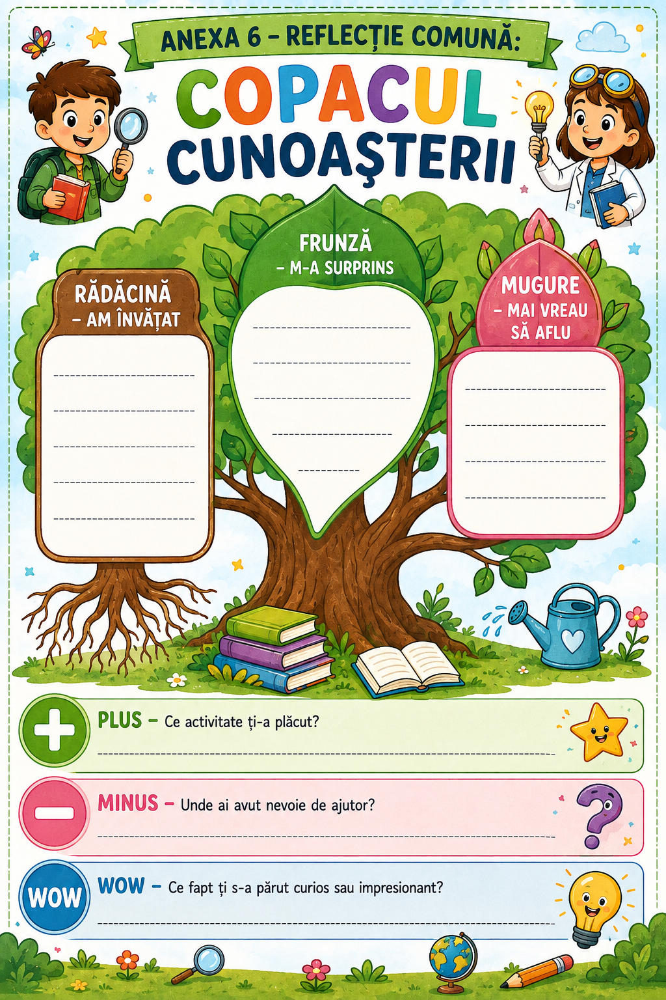 ANEXA 6 – REFLECȚIE COMUNĂ:
COPACUL
CUNOAŞTERII
RĂDĂCINĂ
– AM ÎNVĂȚAT
FRUNZĂ
– M-A SURPRINS
MUGURE
– MAI VREAU
SĂ AFLU
PLUS – Ce activitate ți-a plăcut?
MINUS – Unde ai avut nevoie de ajutor?
WOW
WOW – Ce fapt ți s-a părut curios sau impresionant?